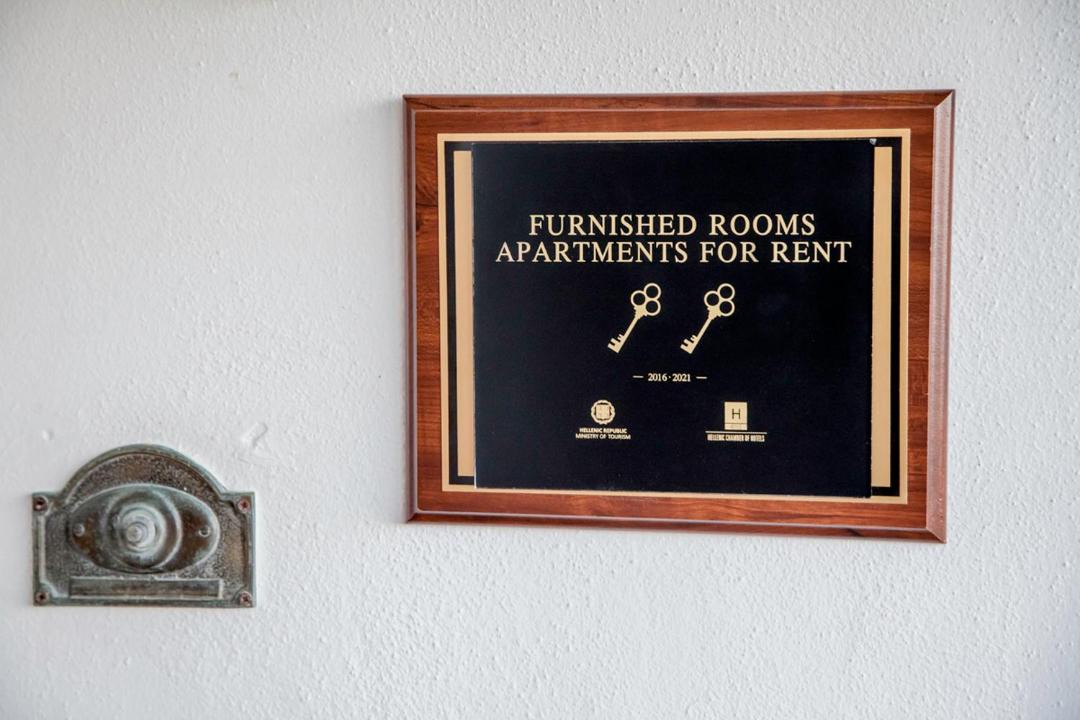 FURNISHED ROOMS
APARTMENTS FOR RENT
— 2016·2021 —
HELLENIC REPUBLIC
MINISTRY OF TOURISM
H
HELLENIC CHAMBER OF HOTELS